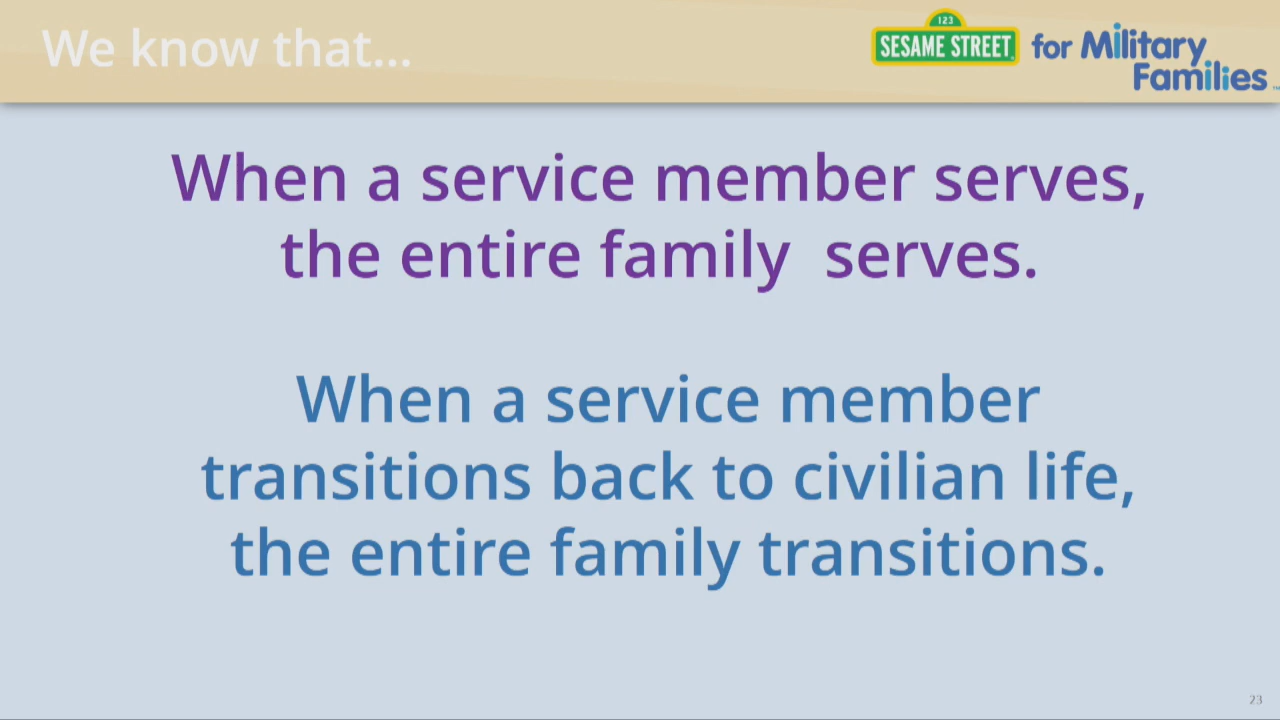 We know that...
123
SESAME STREET
for Military
Families™
When a service member serves,
the entire family  serves.
When a service member
transitions back to civilian life,
the entire family transitions.
23